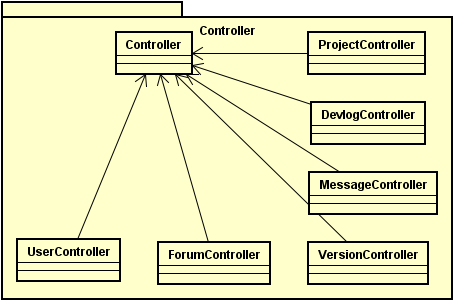 Controller
Controller
ProjectController
DevlogController
MessageController
UserController
ForumController
VersionController